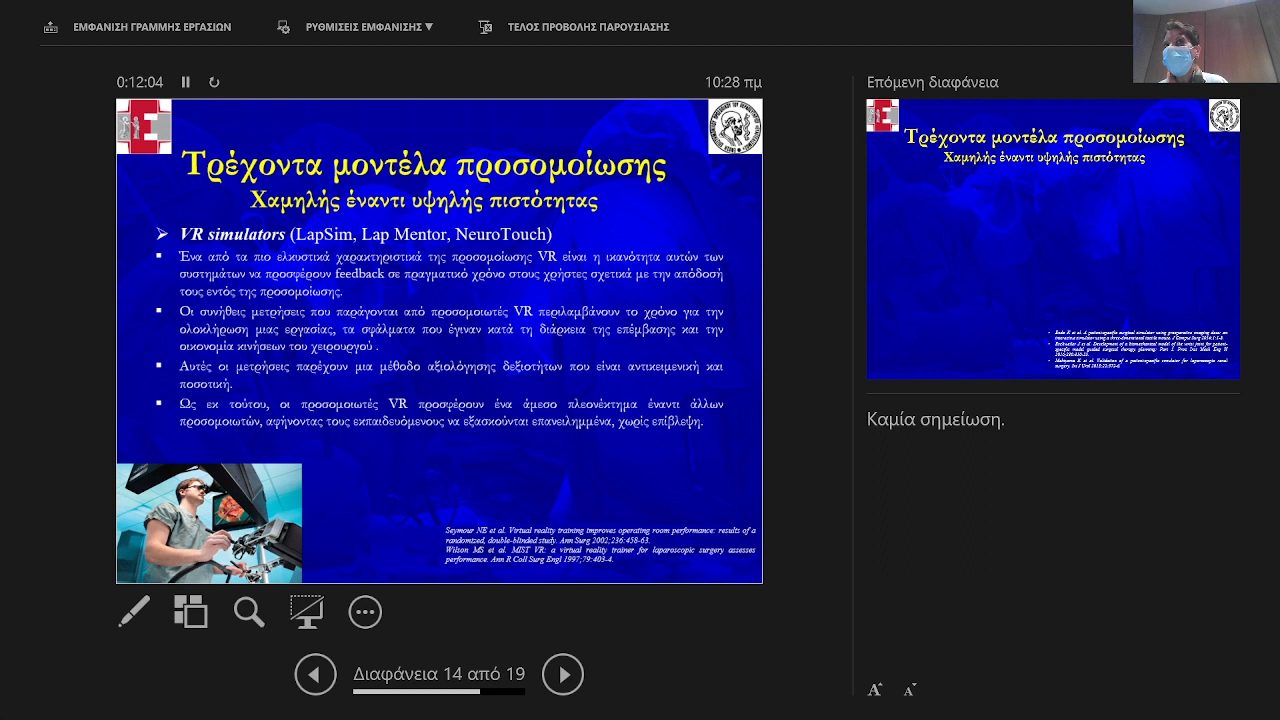 ΕΜΦΑΝΙΣΗ ΓΡΑΜΜΗΣ ΕΡΓΑΣΙΩΝ
ΡΥΘΜΙΣΕΙΣ ΕΜΦΑΝΙΣΗΣ ▼
ΤΕΛΟΣ ΠΡΟΒΟΛΗΣ ΠΑΡΟΥΣΙΑΣΗΣ
0:12:04
10:28 πμ
Τρέχοντα μοντέλα προσομοίωσης
Χαμηλής έναντι υψηλής πιστότητας
➢ VR simulators (LapSim, Lap Mentor, NeuroTouch)
▪ Ένα από τα πιο ελκυστικά χαρακτηριστικά της προσομοίωσης VR είναι η ικανότητα αυτών των
συστημάτων να προσφέρουν feedback σε πραγματικό χρόνο στους χρήστες σχετικά με την απόδοσή
τους εντός της προσομοίωσης.
▪ Οι συνήθεις μετρήσεις που παράγονται από προσομοιωτές VR περιλαμβάνουν το χρόνο για την
ολοκλήρωση μιας εργασίας, τα σφάλματα που έγιναν κατά τη διάρκεια της επέμβασης και την
οικονομία κινήσεων του χειρουργού .
▪ Αυτές οι μετρήσεις παρέχουν μια μέθοδο αξιολόγησης δεξιοτήτων που είναι αντικειμενική και
ποσοτική.
▪ Ως εκ τούτου, οι προσομοιωτές VR προσφέρουν ένα άμεσο πλεονέκτημα έναντι άλλων
προσομοιωτών, αφήνοντας τους εκπαιδευόμενους να εξασκούνται επανειλημμένα, χωρίς επίβλεψη.
Seymour NE et al. Virtual reality training improves operating room performance: results of a
randomized, double-blinded study. Ann Surg 2002;236:458-63.
Wilson MS et al. MIST VR: a virtual reality trainer for laparoscopic surgery assesses
performance. Ann R Coll Surg Engl 1997;79:403-4.
Διαφάνεια 14 από 19
Επόμενη διαφάνεια
Τρέχοντα μοντέλα προσομοίωσης
Χαμηλής έναντι υψηλής πιστότητας
Καμία σημείωση.